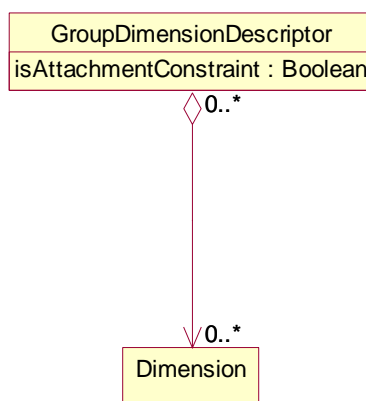 GroupDimensionDescriptor
isAttachmentConstraint : Boolean
0..*
0..*
Dimension